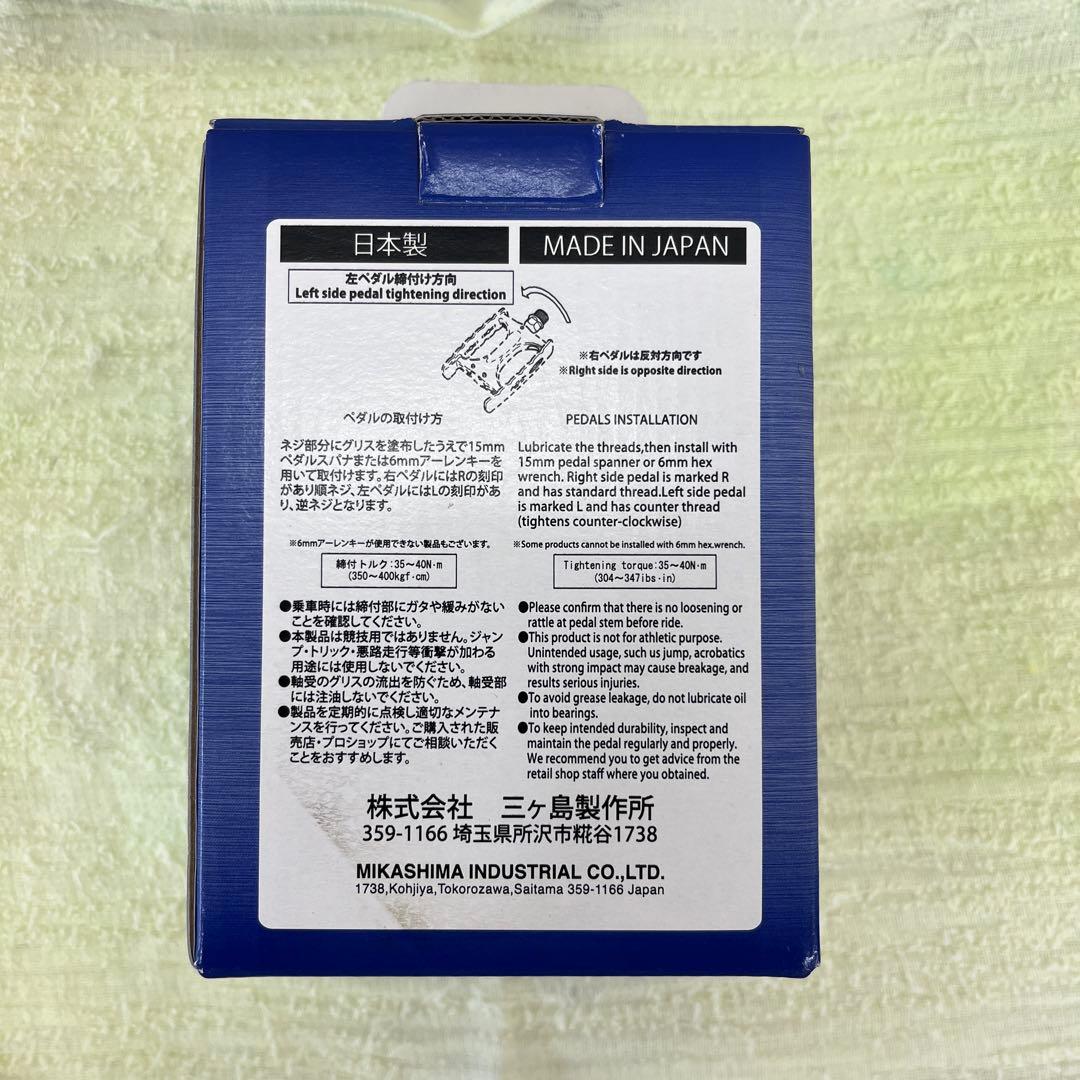 日本製
MADE IN JAPAN
左ペダル締付け方向
Left side pedal tightening direction
※右ペダルは反対方向です
※Right side is opposite direction
ペダルの取付け方
ネジ部分にグリスを塗布したうえで15mm
ペダルスパナまたは6mmアーレンキーを
用いて取付けます。右ペダルにはRの刻印
があり順ネジ、左ペダルにはLの刻印があ
り、逆ネジとなります。
※6mmアーレンキーが使用できない製品もございます。
締付トルク:35~40N·m
(350~400kgf·cm)
●乗車時には締付部にガタや緩みがない
ことを確認してください。
●本製品は競技用ではありません。ジャン
プ・トリック・悪路走行等衝撃が加わる
用途には使用しないでください。
●軸受のグリスの流出を防ぐため、軸受部
には注油しないでください。
●製品を定期的に点検し適切なメンテナ
ンスを行ってください。ご購入された販
売店・プロショップにてご相談いただく
ことをおすすめします。
PEDALS INSTALLATION
Lubricate the threads,then install with
15mm pedal spanner or 6mm hex
wrench. Right side pedal is marked R
and has standard thread.Left side pedal
is marked L and has counter thread
(tightens counter-clockwise)
※Some products cannot be installed with 6mm hex.wrench.
Tightening torque:35~40N·m
(304~347ibs·in)
●Please confirm that there is no loosening or
rattle at pedal stem before ride.
●This product is not for athletic purpose.
Unintended usage, such us jump, acrobatics
with strong impact may cause breakage, and
results serious injuries.
●To avoid grease leakage, do not lubricate oil
into bearings.
●To keep intended durability, inspect and
maintain the pedal regularly and properly.
We recommend you to get advice from the
retail shop staff where you obtained.
株式会社 三ヶ島製作所
359-1166 埼玉県所沢市糀谷1738
MIKASHIMA INDUSTRIAL CO.,LTD.
1738,Kohjiya,Tokorozawa,Saitama 359-1166 Japan